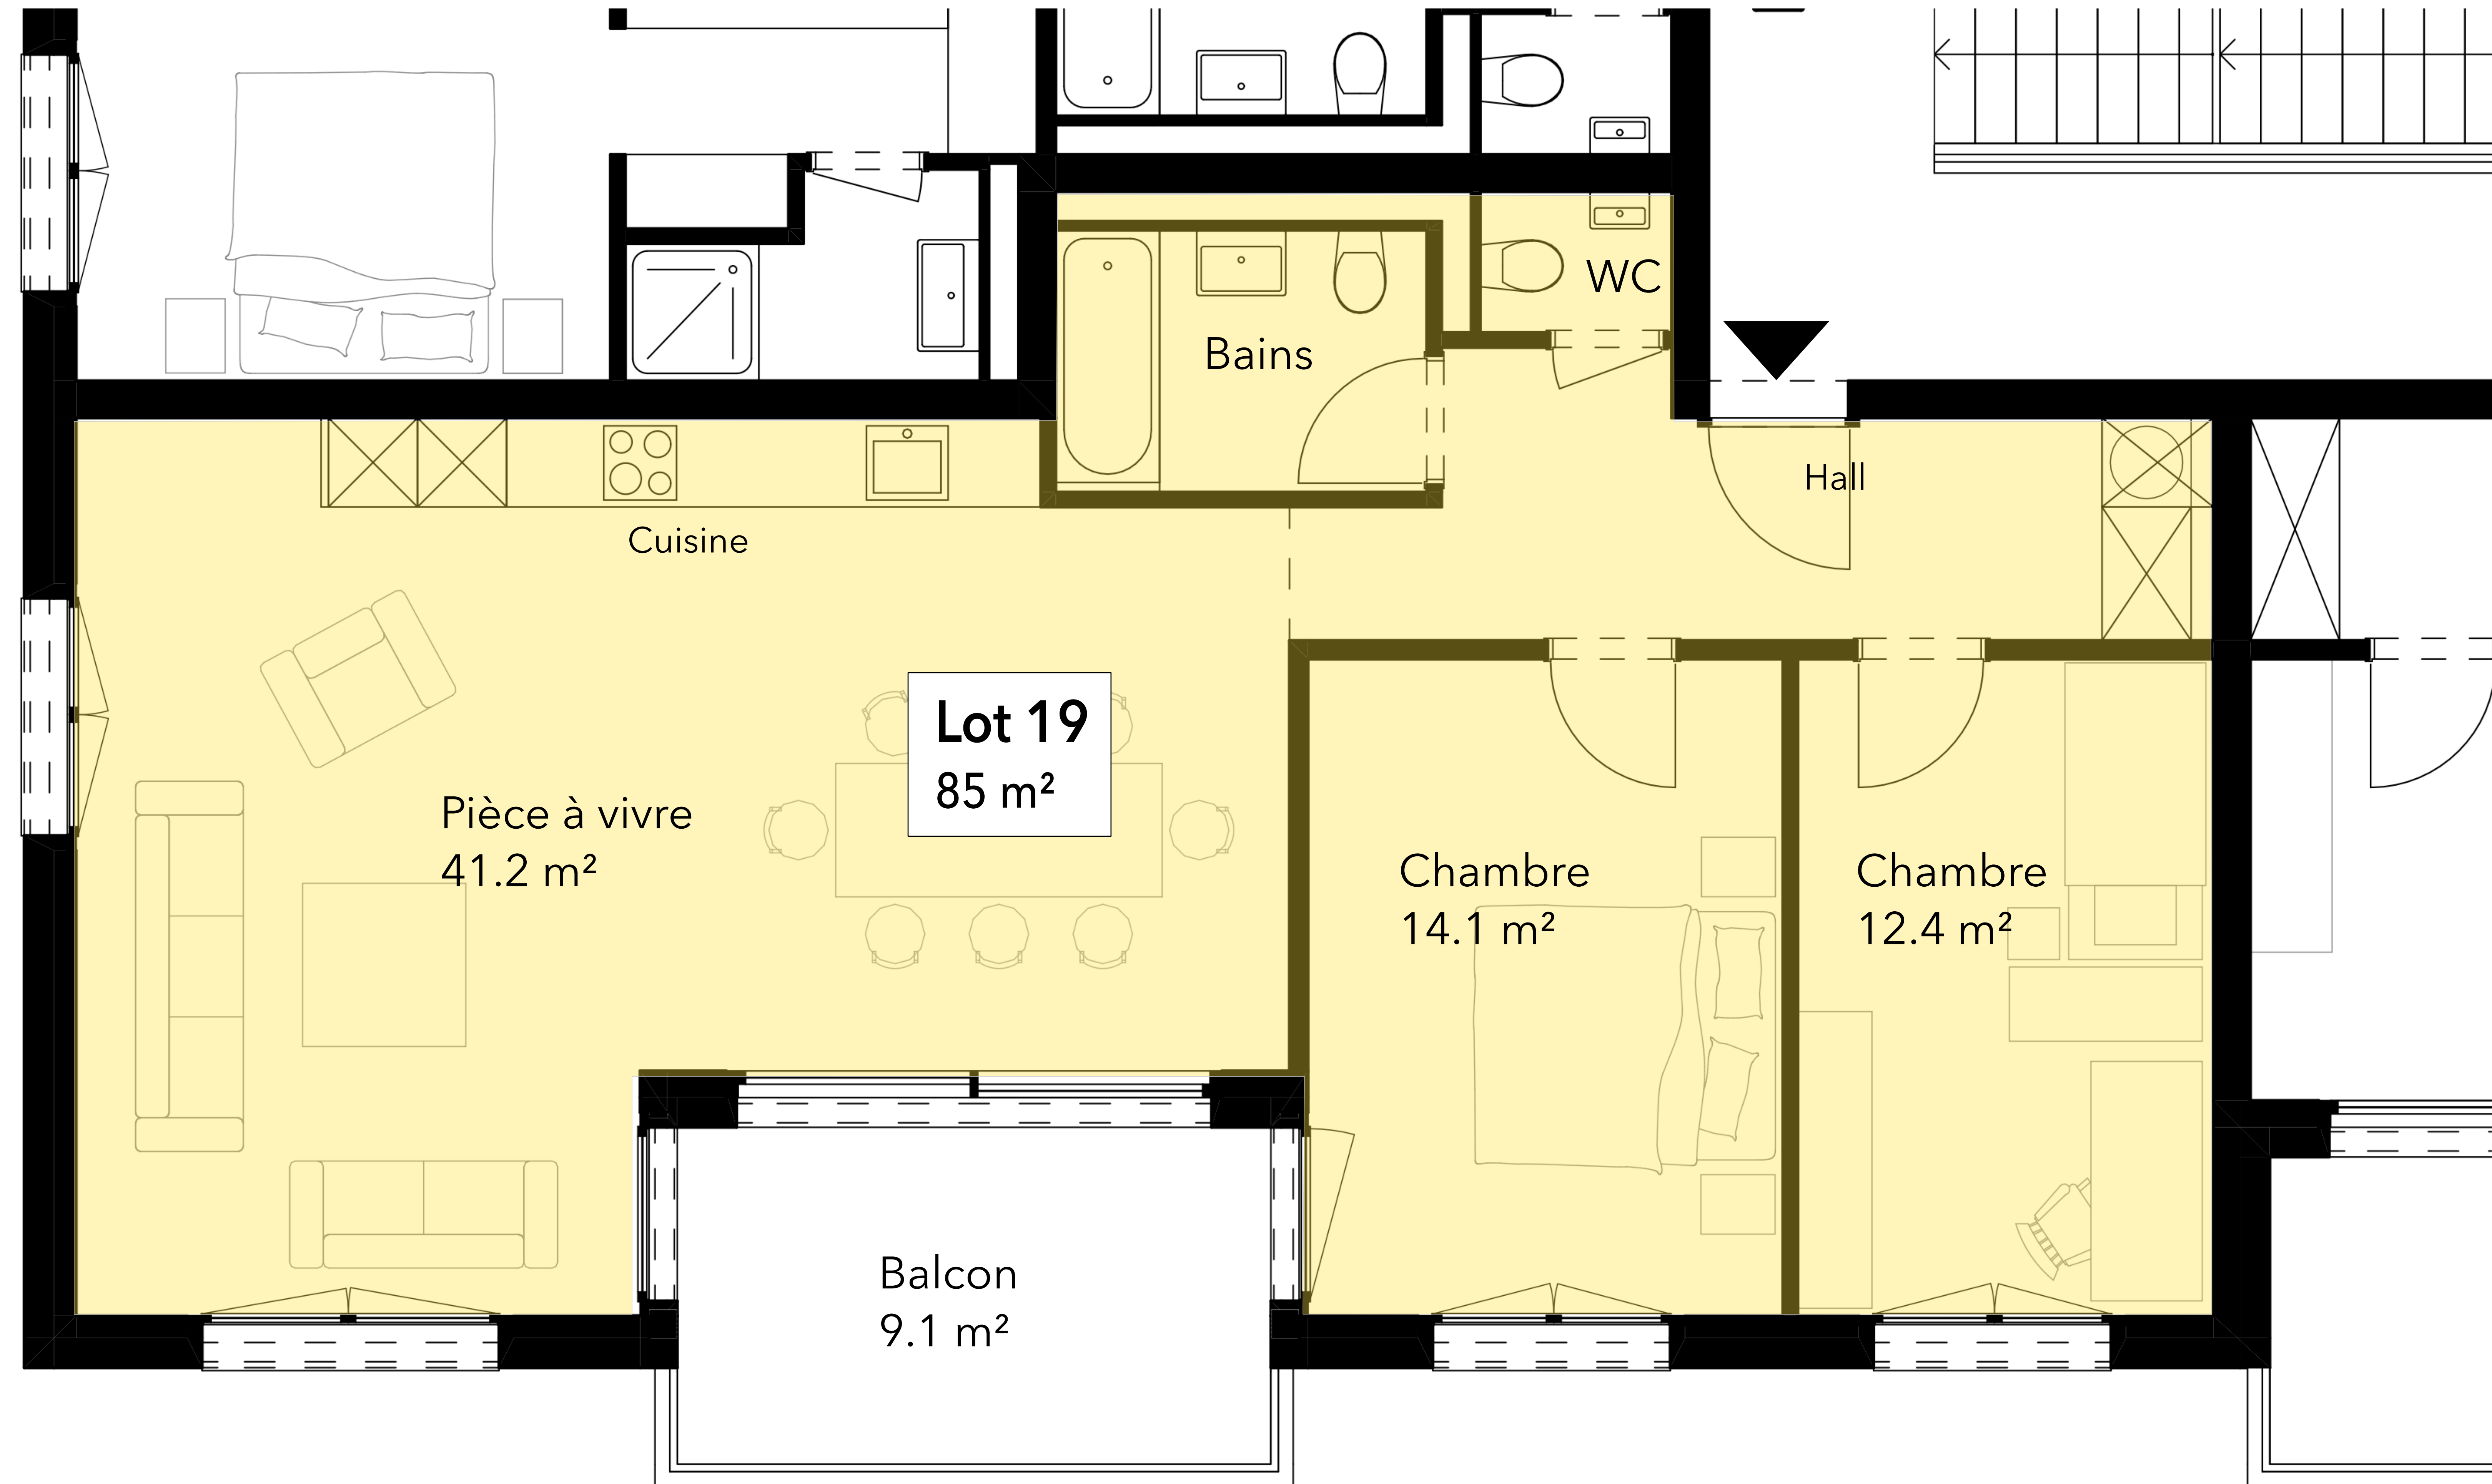 WC
Bains
Hall
Cuisine
Lot 19
85 m²
Pièce à vivre
41.2 m²
Chambre
14.1 m²
Chambre
12.4 m²
Balcon
9.1 m²